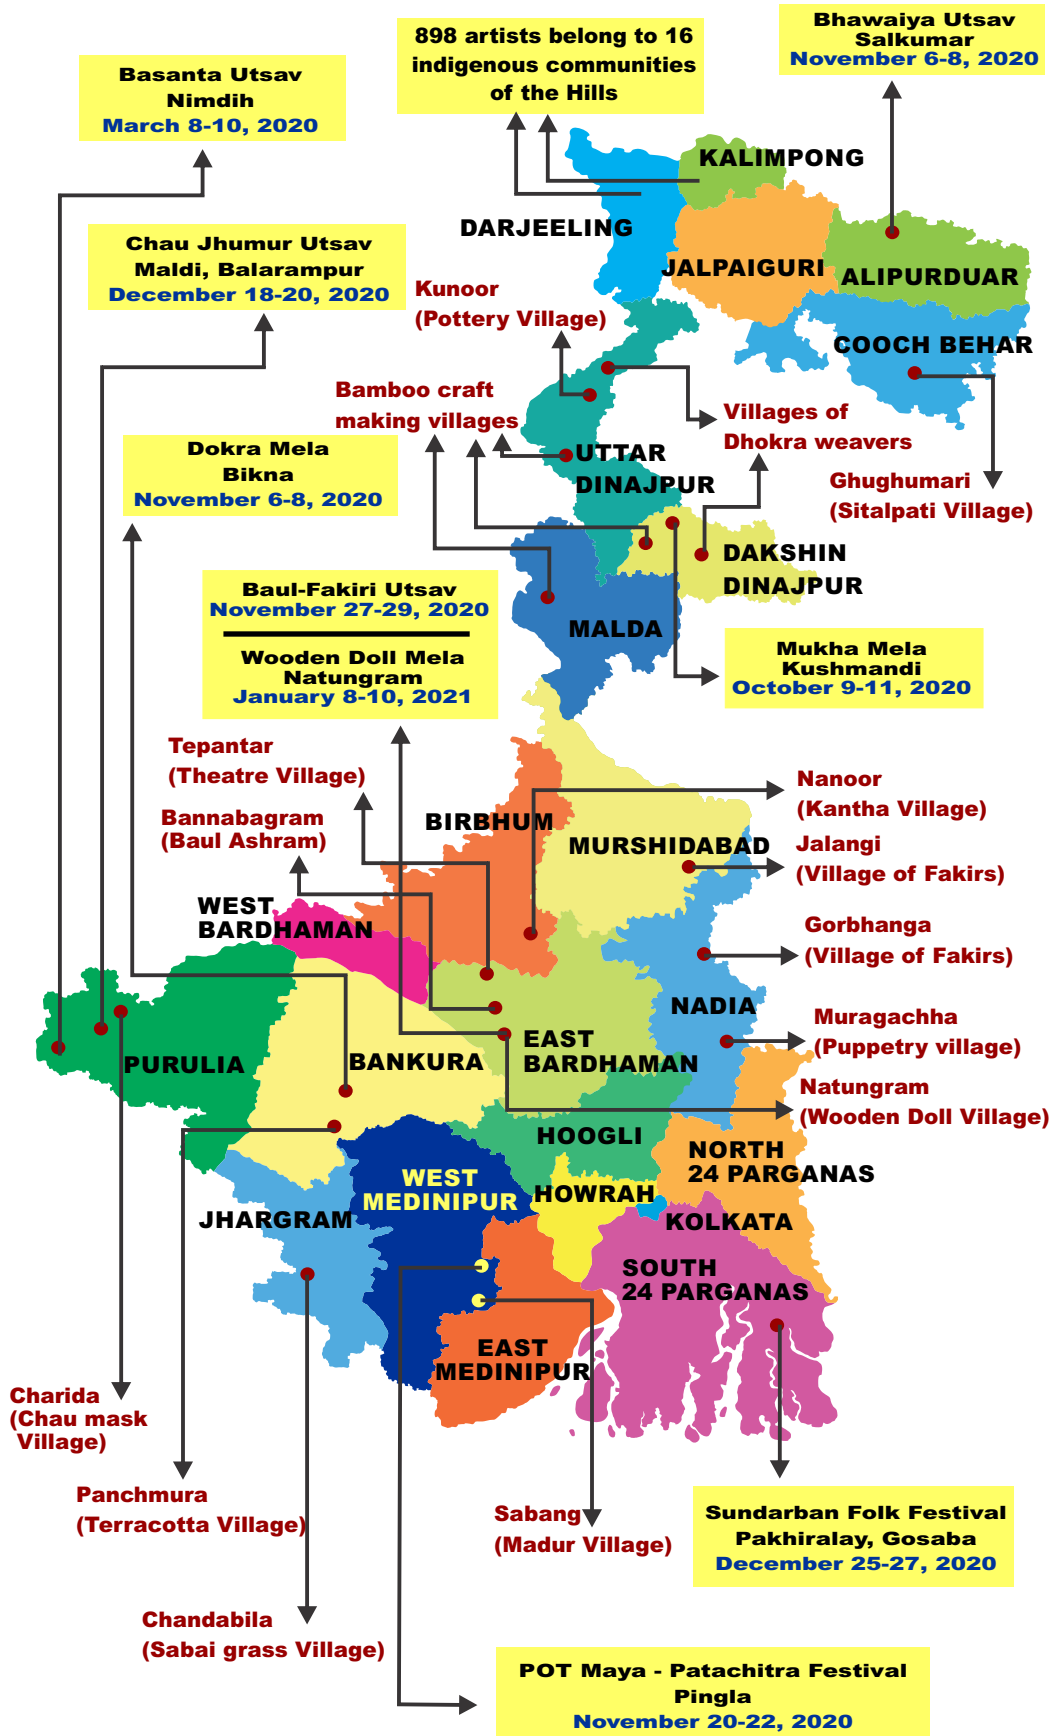 Bhawaiya Utsav
Salkumar
November 6-8, 2020
898 artists belong to 16
indigenous communities
of the Hills
Basanta Utsav
Nimdih
March 8-10, 2020
KALIMPONG
DARJEELING
JALPAIGURI
ALIPURDUAR
Chau Jhumur Utsav
Maldi, Balarampur
December 18-20, 2020
Kunoor
(Pottery Village)
COOCH BEHAR
Bamboo craft
making villages
Villages of
Dhokra weavers
Dokra Mela
Bikna
November 6-8, 2020
UTTAR
DINAJPUR
Ghughumari
(Sitalpati Village)
DAKSHIN
DINAJPUR
Baul-Fakiri Utsav
November 27-29, 2020
Wooden Doll Mela
Natungram
January 8-10, 2021
MALDA
Mukha Mela
Kushmandi
October 9-11, 2020
Tepantar
(Theatre Village)
Nanoor
(Kantha Village)
Bannabagram
(Baul Ashram)
BIRBHUM
MURSHIDABAD
Jalangi
(Village of Fakirs)
WEST
BARDHAMAN
Gorbhanga
(Village of Fakirs)
NADIA
Muragachha
(Puppetry village)
PURULIA
BANKURA
EAST
BARDHAMAN
Natungram
(Wooden Doll Village)
HOOGLI
NORTH
24 PARGANAS
WEST
MEDINIPUR
HOWRAH
JHARGRAM
KOLKATA
SOUTH
24 PARGANAS
EAST
MEDINIPUR
Charida
(Chau mask
Village)
Panchmura
(Terracotta Village)
Sabang
(Madur Village)
Sundarban Folk Festival
Pakhiralay, Gosaba
December 25-27, 2020
Chandabila
(Sabai grass Village)
POT Maya - Patachitra Festival
Pingla
November 20-22, 2020